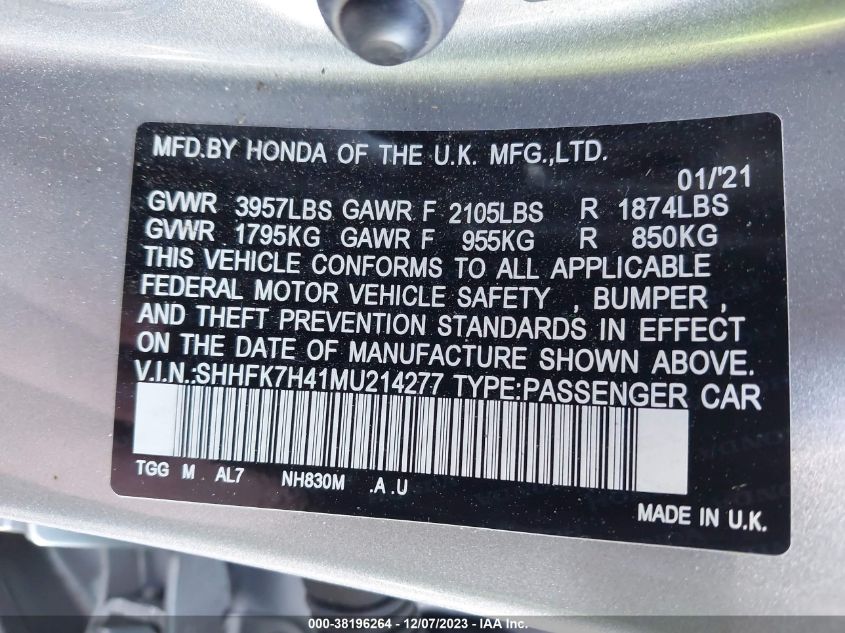 MFD.BY HONDA OF THE U.K. MFG.,LTD.
01/'21
GVWR 3957LBS GAWR F 2105LBS R 1874LBS
GVWR 1795KG GAWR F 955KG R 850KG
THIS VEHICLE CONFORMS TO ALL APPLICABLE
FEDERAL MOTOR VEHICLE SAFETY , BUMPER ,
AND THEFT PREVENTION STANDARDS IN EFFECT
ON THE DATE OF MANUFACTURE SHOWN ABOVE.
V.I.N.:SHHFK7H41MU214277 TYPE:PASSENGER CAR
TGG M AL7 NH830M .A .U
MADE IN U.K.
000-38196264 - 12/07/2023 - IAA Inc.